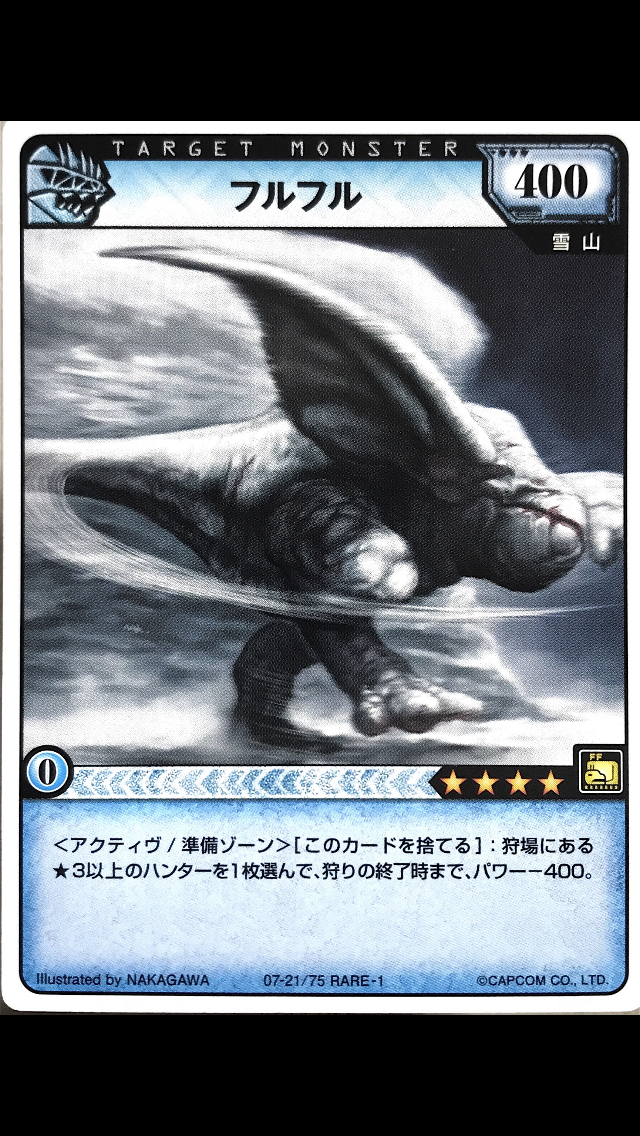 TARGET MONSTER
フルフル
400
雪山
0
FF
<アクティヴ / 準備ゾーン>[このカードを捨てる]:狩場にある
★3以上のハンターを1枚選んで、狩りの終了時まで、パワー−400。
Illustrated by NAKAGAWA 07-21/75 RARE-1 ©CAPCOM CO., LTD.